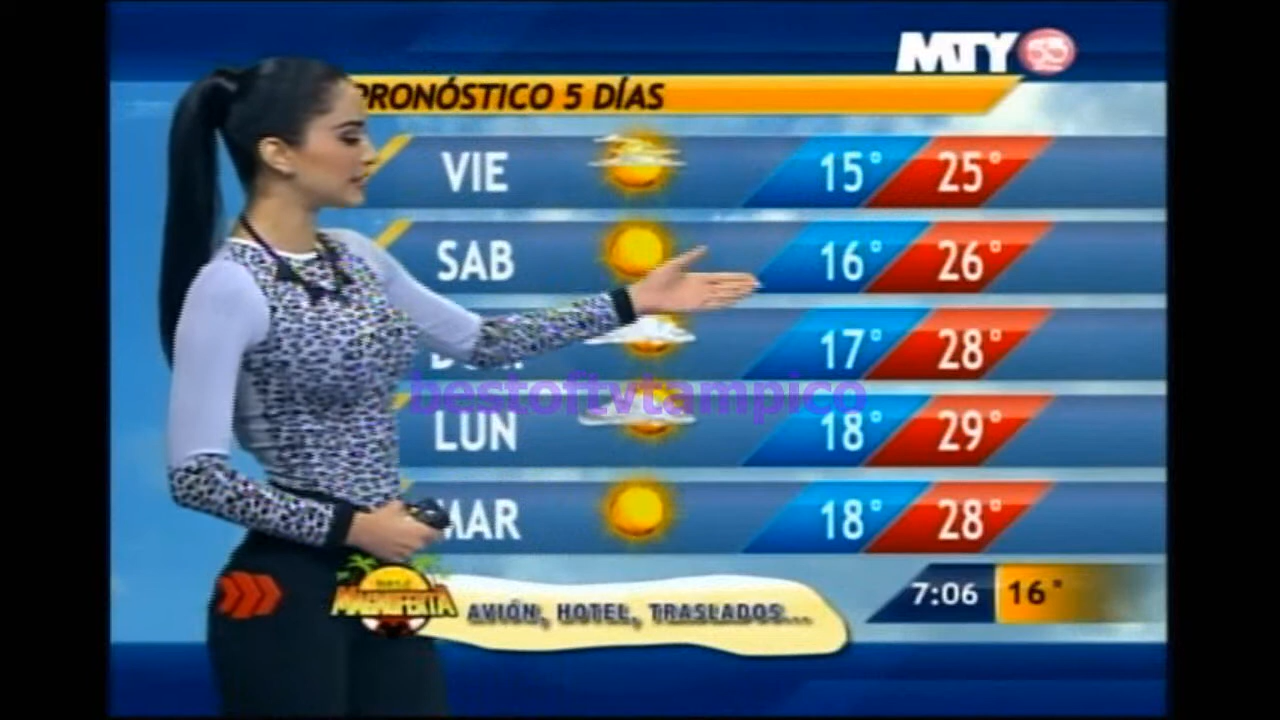 MTY
PRONÓSTICO 5 DÍAS
VIE 15° 25°
SAB 16° 26°
17° 28°
bestoftvtampico
LUN 18° 29°
MAR 18° 28°
7:06 16°
MAGNIFERTA
AVIÓN, HOTEL, TRASLADOS...